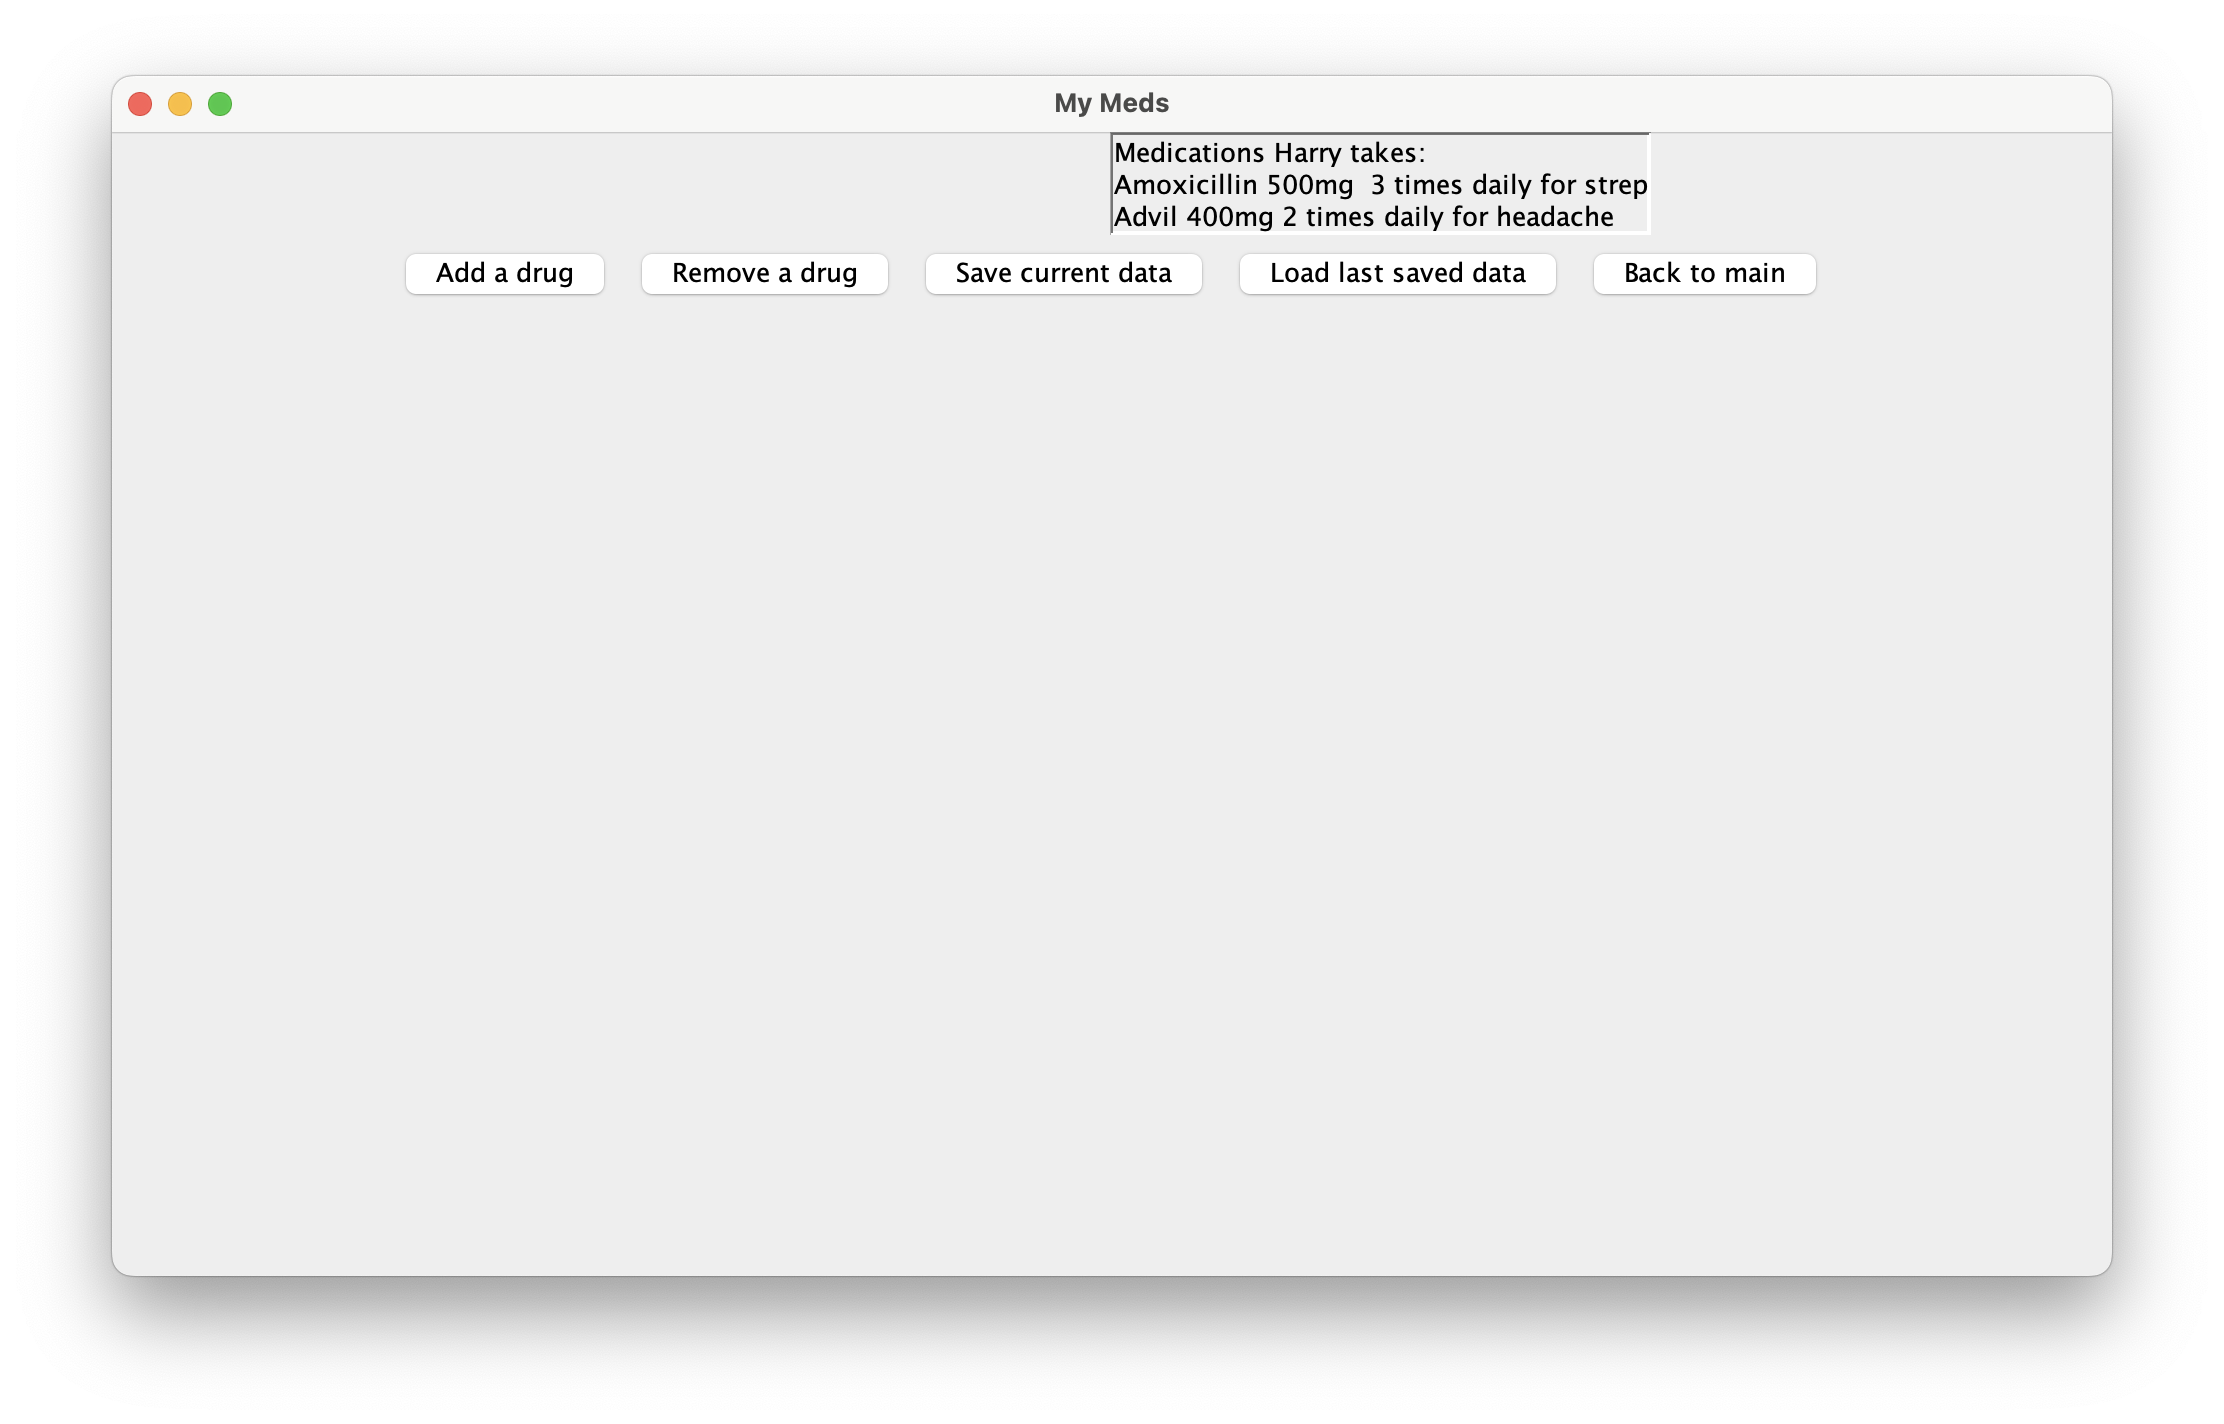 My Meds
Medications Harry takes:
Amoxicillin 500mg  3 times daily for strep
Advil 400mg 2 times daily for headache
Add a drug
Remove a drug
Save current data
Load last saved data
Back to main